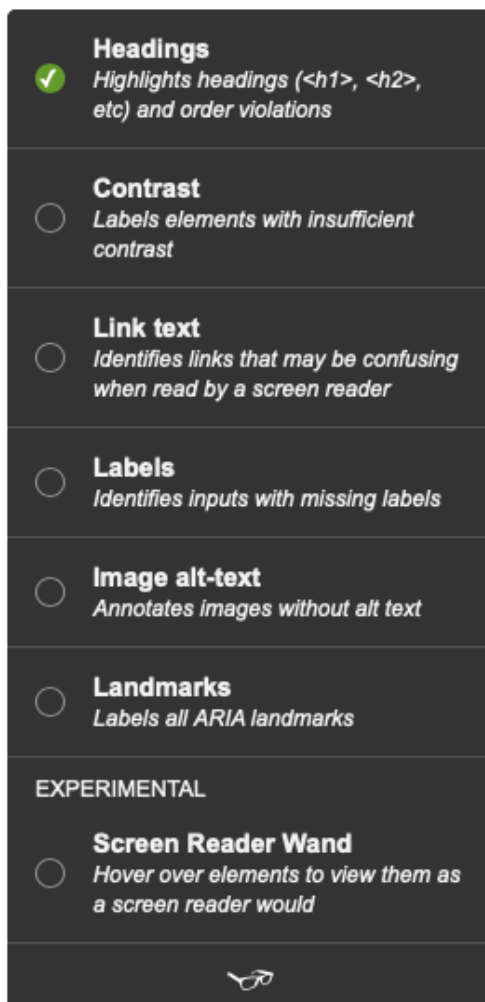 Headings
Highlights headings (<h1>, <h2>,
etc) and order violations
Contrast
Labels elements with insufficient
contrast
Link text
Identifies links that may be confusing
when read by a screen reader
Labels
Identifies inputs with missing labels
Image alt-text
Annotates images without alt text
Landmarks
Labels all ARIA landmarks
EXPERIMENTAL
Screen Reader Wand
Hover over elements to view them as
a screen reader would